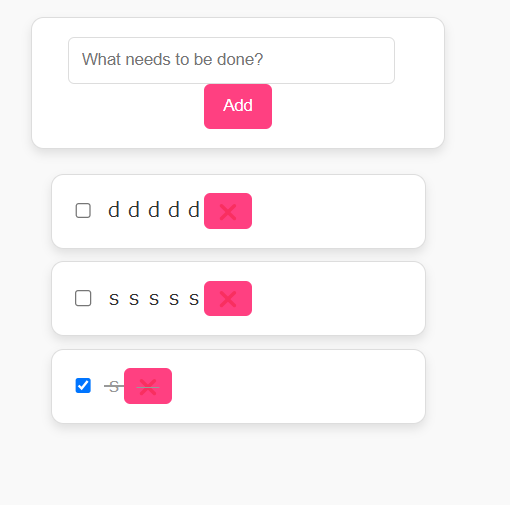 What needs to be done?
Add
d d d d d ❌
s s s s s ❌
s ❌